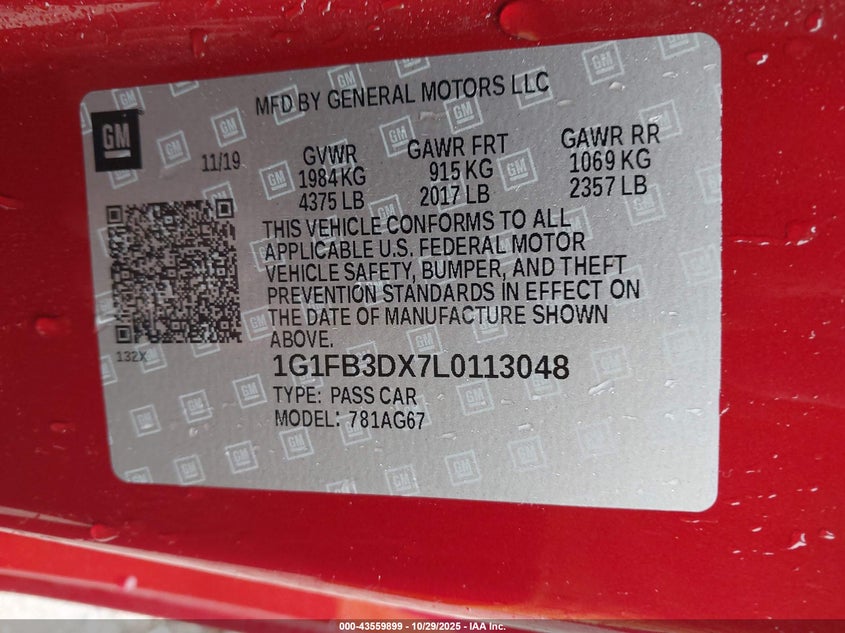 MFD BY GENERAL MOTORS LLC
GM
11/19
GVWR
1984 KG
4375 LB
GAWR FRT
915 KG
2017 LB
GAWR RR
1069 KG
2357 LB
THIS VEHICLE CONFORMS TO ALL
APPLICABLE U.S. FEDERAL MOTOR
VEHICLE SAFETY, BUMPER, AND THEFT
PREVENTION STANDARDS IN EFFECT ON
THE DATE OF MANUFACTURE SHOWN
ABOVE.
132X
1G1FB3DX7L0113048
TYPE: PASS CAR
MODEL: 781AG67
000-43559899 - 10/29/2025 - IAA Inc.